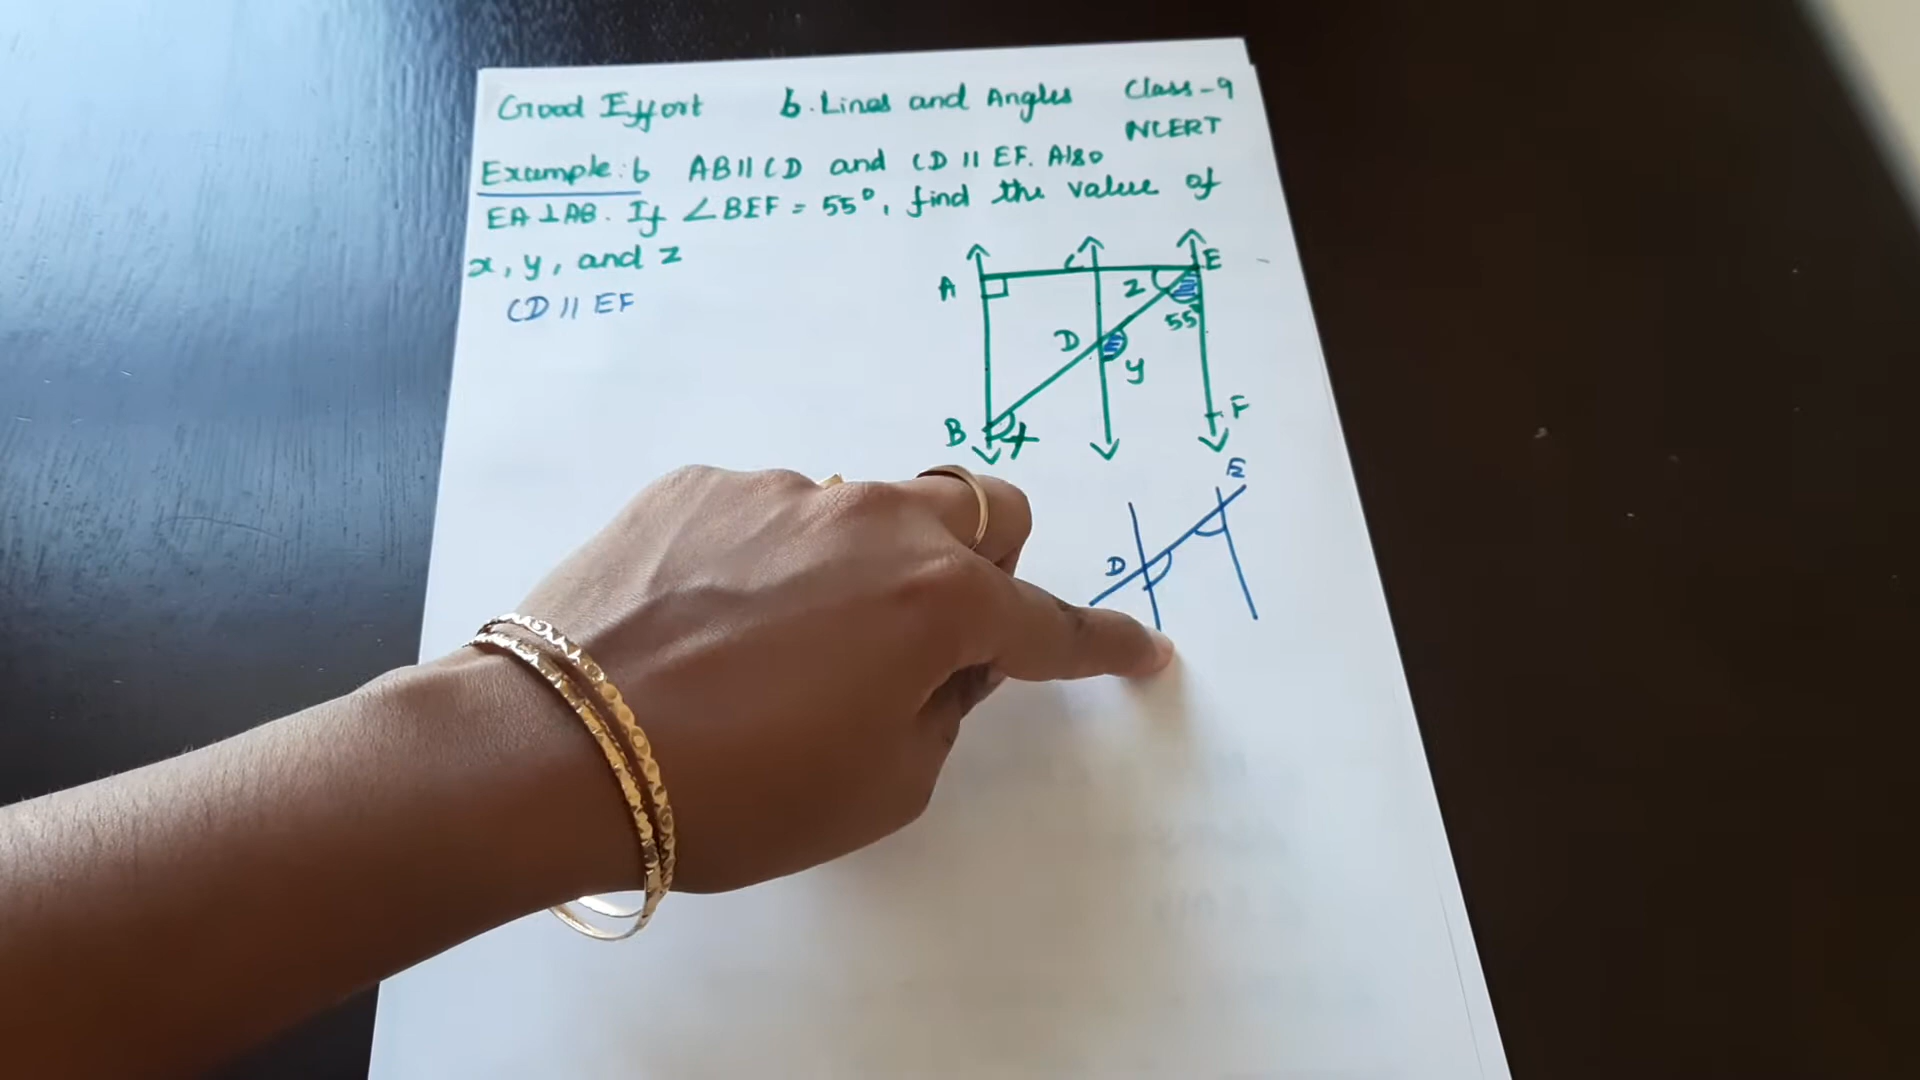 Good Effort 6. Lines and Angles Class-9
NCERT
Example: 6 AB || CD and CD || EF. Also
EA ⊥ AB. If ∠BEF = 55°, find the value of
x, y, and z
CD || EF
A C E
z
55°
D
y
B x F
E
D